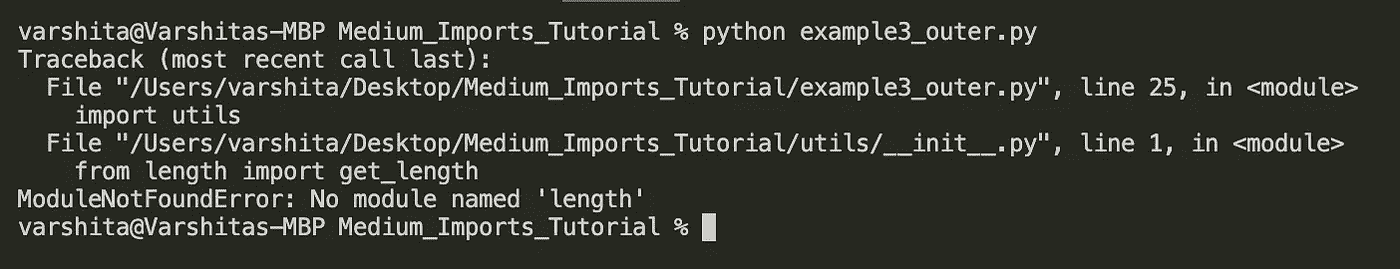 varshita@Varshitas-MBP Medium_Imports_Tutorial % python example3_outer.py
Traceback (most recent call last):
  File "/Users/varshita/Desktop/Medium_Imports_Tutorial/example3_outer.py", line 25, in <module>
    import utils
  File "/Users/varshita/Desktop/Medium_Imports_Tutorial/utils/__init__.py", line 1, in <module>
    from length import get_length
ModuleNotFoundError: No module named 'length'
varshita@Varshitas-MBP Medium_Imports_Tutorial %